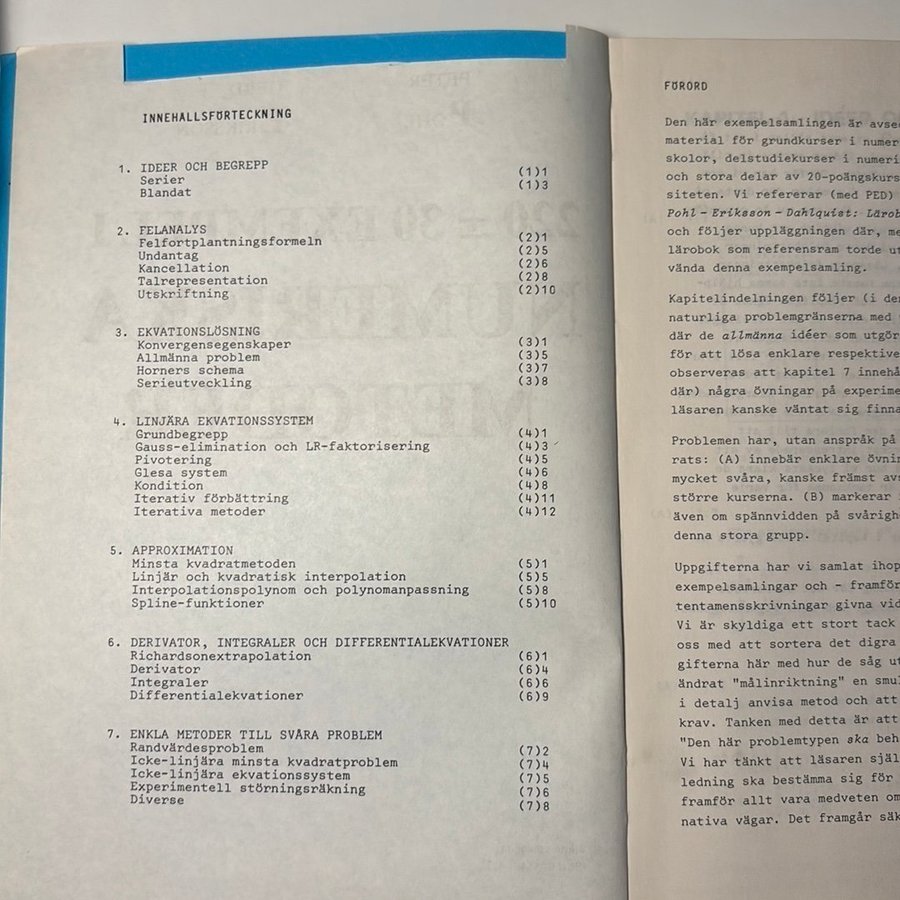 INNEHALLSFÖRTECKNING
1. IDEER OCH BEGREPP (1)1
Serier (1)3
Blandat
2. FELANALYS (2)1
Felfortplantningsformeln (2)5
Undantag (2)6
Kancellation (2)8
Talrepresentation (2)10
Utskriftning
3. EKVATIONSLÖSNING
Konvergensegenskaper (3)1
Allmänna problem (3)5
Horners schema (3)7
Serieutveckling (3)8
4. LINJÄRA EKVATIONSSYSTEM
Grundbegrepp (4)1
Gauss-elimination och LR-faktorisering (4)3
Pivotering (4)5
Glesa system (4)6
Kondition (4)8
Iterativ förbättring (4)11
Iterativa metoder (4)12
5. APPROXIMATION
Minsta kvadratmetoden (5)1
Linjär och kvadratisk interpolation (5)5
Interpolationspolynom och polynomanpassning (5)8
Spline-funktioner (5)10
6. DERIVATOR, INTEGRALER OCH DIFFERENTIALEKVATIONER
Richardsonextrapolation (6)1
Derivator (6)4
Integraler (6)6
Differentialekvationer (6)9
7. ENKLA METODER TILL SVÅRA PROBLEM
Randvärdesproblem (7)2
Icke-linjära minsta kvadratproblem (7)4
Icke-linjära ekvationssystem (7)5
Experimentell störningsräkning (7)6
Diverse (7)8
FÖRORD
Den här exempelsamlingen är avse
material för grundkurser i numer
skolor, delstudiekurser i numeri
och stora delar av 20-poängskurs
siteten. Vi refererar (med PED)
Pohl-Eriksson-Dahlquist: Lärob
och följer uppläggningen där, me
lärobok som referensram torde ut
vända denna exempelsamling.
Kapitelindelningen följer (i de
naturliga problemgränserna med
där de allmänna idéer som utgör
för att lösa enklare respektive
observeras att kapitel 7 innehå
där) några övningar på experime
läsaren kanske väntat sig finna
Problemen har, utan anspråk på
rats: (A) innebär enklare övnin
mycket svåra, kanske främst avs
större kurserna. (B) markerar
även om spännvidden på svårigh
denna stora grupp.
Uppgifterna har vi samlat ihop
exempelsamlingar och - framför
tentamensskrivningar givna vid
Vi är skyldiga ett stort tack
oss med att sortera det digra
gifterna här med hur de såg ut
ändrat "målinriktning" en smul
i detalj anvisa metod och att
krav. Tanken med detta är att
"Den här problemtypen ska beh
Vi har tänkt att läsaren själ
ledning ska bestämma sig för
framför allt vara medveten om
nativa vägar. Det framgår säk